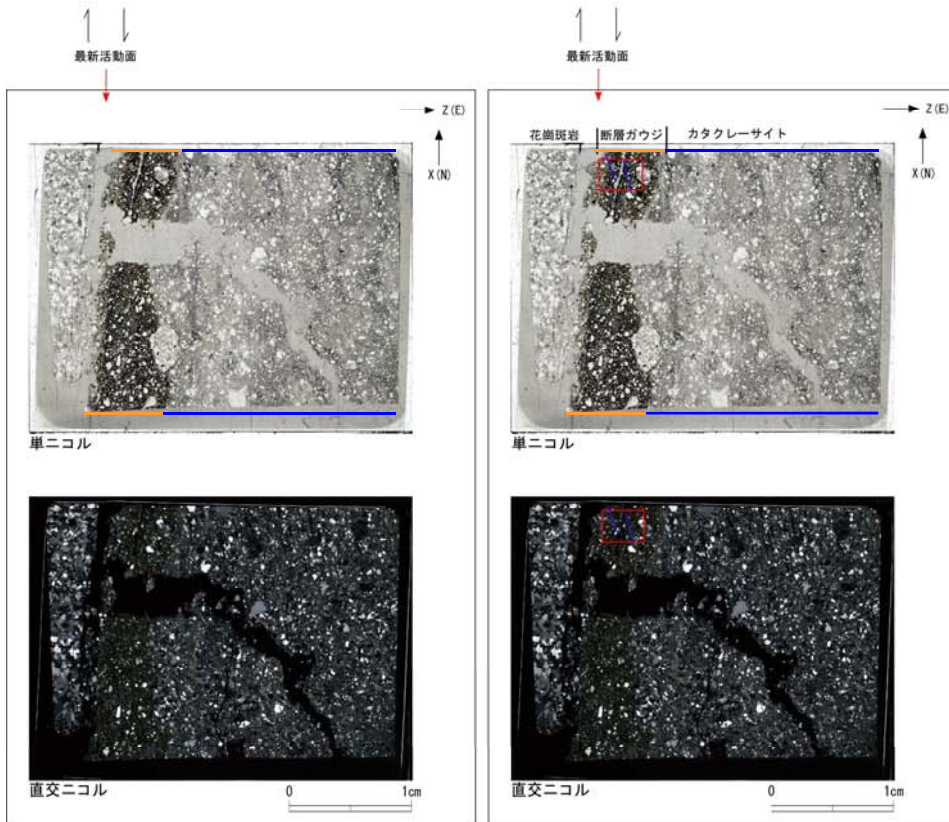 最新活動面
Z(E)
X(N)
単ニコル
直交ニコル
0 1cm
最新活動面
Z(E)
花崗斑岩 断層ガウジ カタクレーサイト
X(N)
単ニコル
直交ニコル
0 1cm